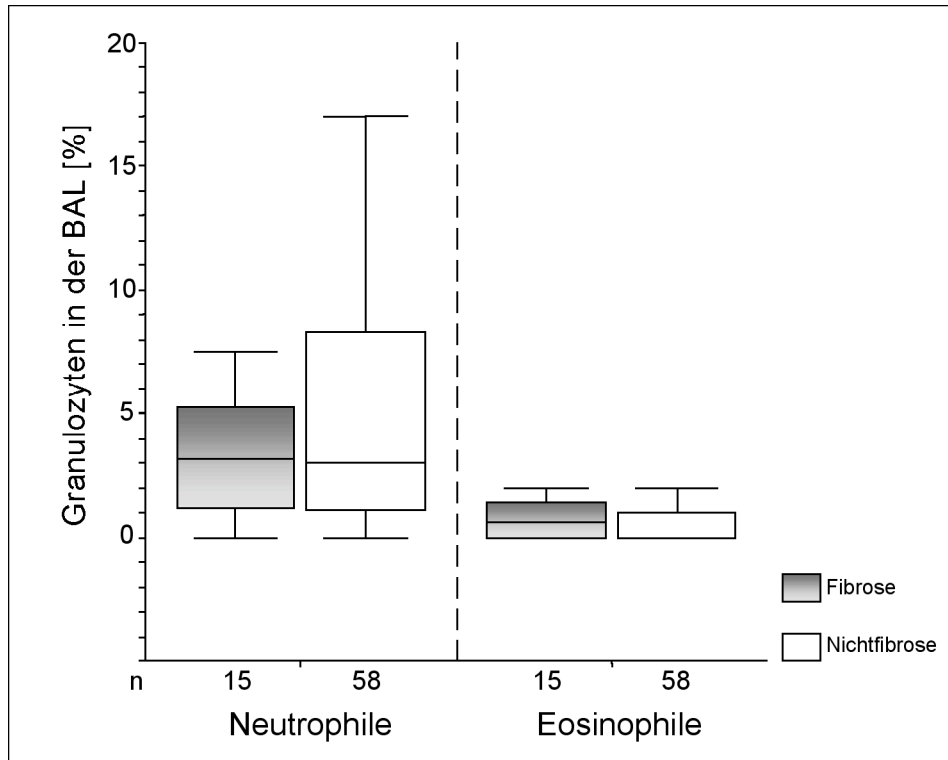 Granulozyten in der BAL [%]
20
15
10
5
0
n 15 58 15 58
Neutrophile Eosinophile
Fibrose
Nichtfibrose